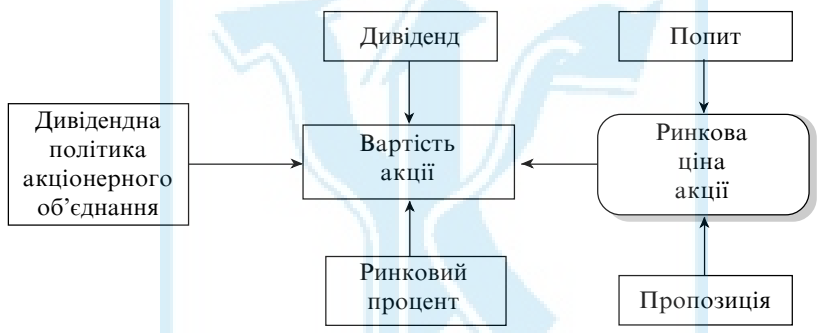 Дивіденд
Попит
Дивідендна
політика
акціонерного
об’єднання
Вартість
акції
Ринкова
ціна
акції
Ринковий
процент
Пропозиція